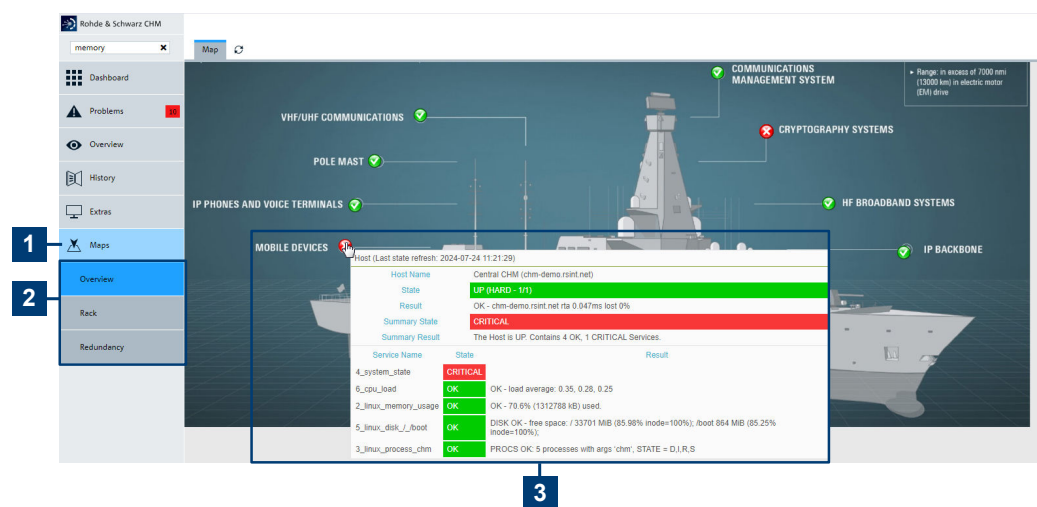 Rohde & Schwarz CHM
memory
Map
Dashboard
Problems
10
Overview
History
Extras
1
Maps
2
Overview
Rack
Redundancy
COMMUNICATIONS
MANAGEMENT SYSTEM
▸ Range: in excess of 7000 nmi
(13000 km) in electric motor
(EM) drive
VHF/UHF COMMUNICATIONS
CRYPTOGRAPHY SYSTEMS
POLE MAST
IP PHONES AND VOICE TERMINALS
HF BROADBAND SYSTEMS
MOBILE DEVICES
IP BACKBONE
Host (Last state refresh: 2024-07-24 11:21:29)
Host Name Central CHM (chm-demo.rsint.net)
State UP (HARD - 1/1)
Result OK - chm-demo.rsint.net rta 0.047ms lost 0%
Summary State CRITICAL
Summary Result The Host is UP. Contains 4 OK, 1 CRITICAL Services.
Service Name State Result
4_system_state CRITICAL
6_cpu_load OK OK - load average: 0.35, 0.28, 0.25
2_linux_memory_usage OK OK - 70.6% (1312788 kB) used.
5_linux_disk_/_/boot OK DISK OK - free space: / 33701 MiB (85.98% inode=100%); /boot 864 MiB (85.25%
inode=100%);
3_linux_process_chm OK PROCS OK: 5 processes with args 'chm', STATE = D,I,R,S
3